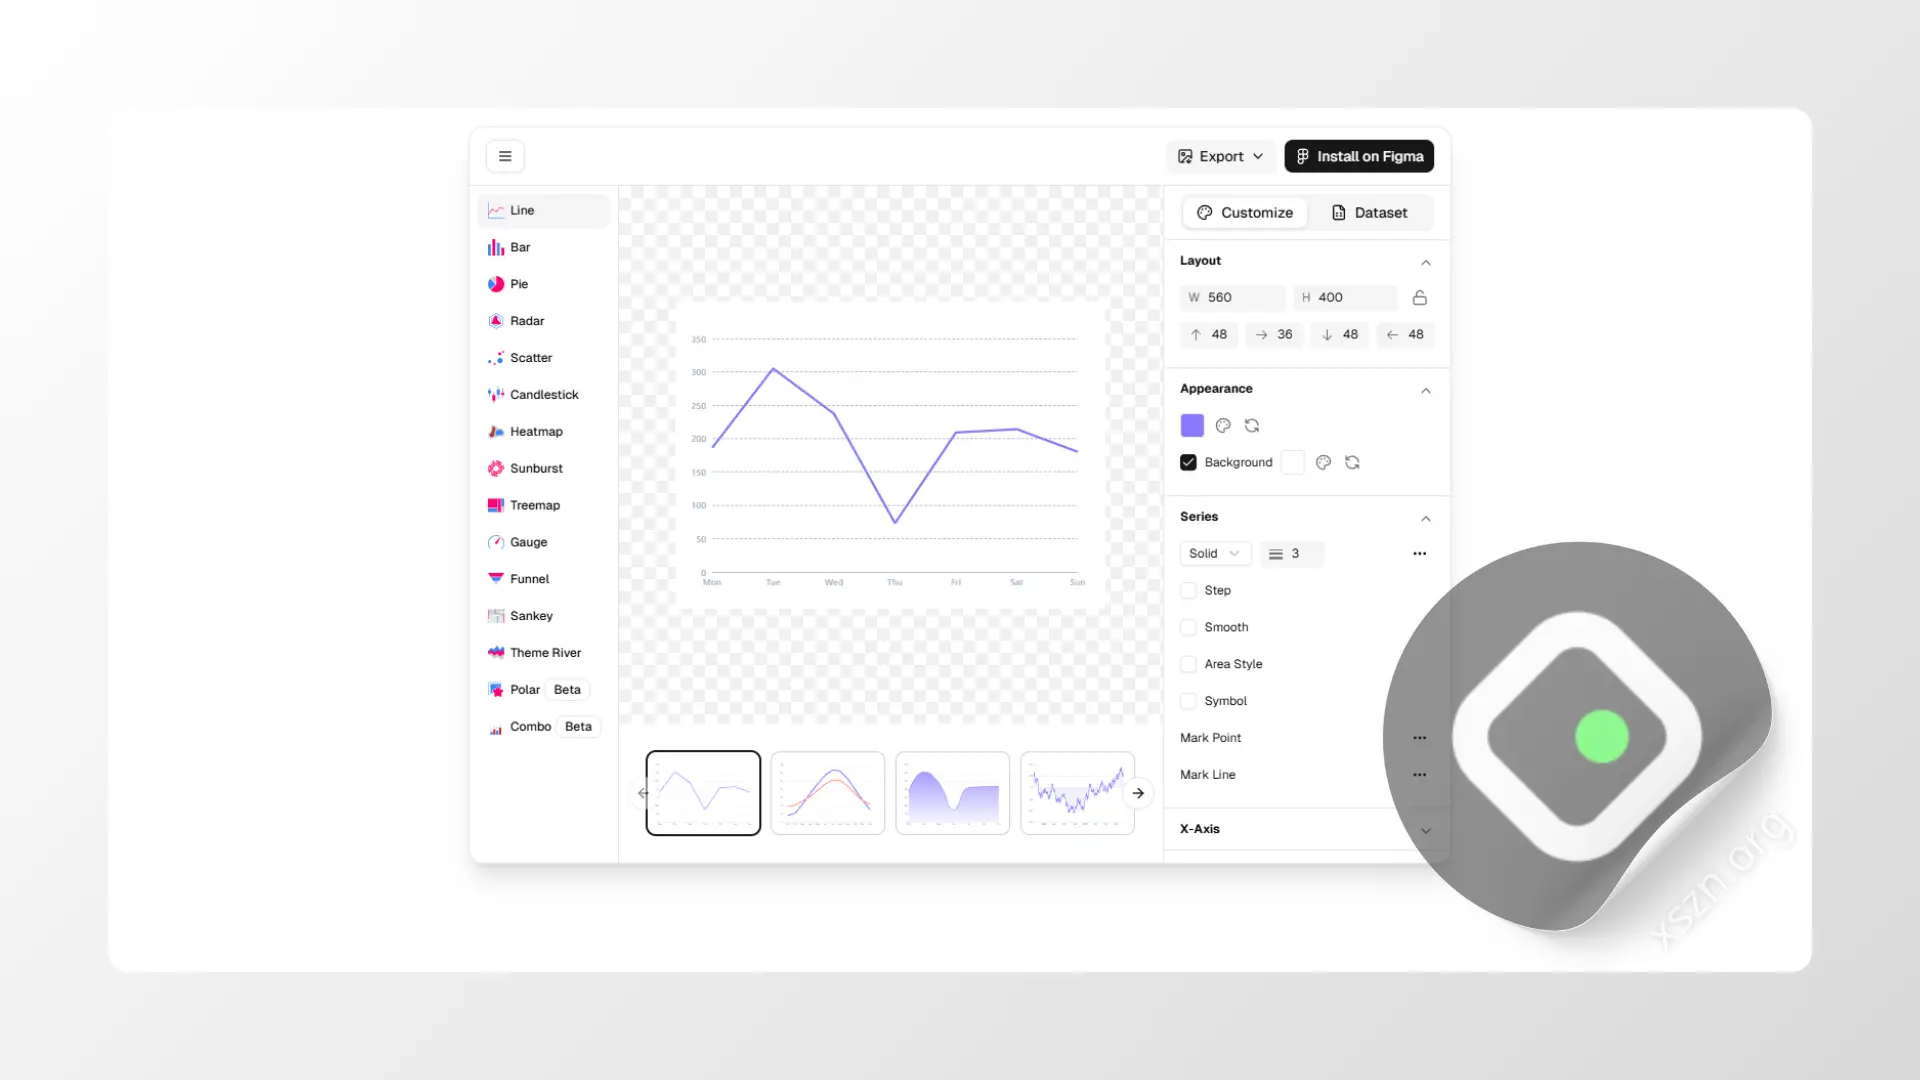 Export
Install on Figma
Line
Bar
Pie
Radar
Scatter
Candlestick
Heatmap
Sunburst
Treemap
Gauge
Funnel
Sankey
Theme River
Polar Beta
Combo Beta
350
300
250
200
150
100
50
0
Mon Tue Wed Thu Fri Sat Sun
Customize Dataset
Layout
W 560 H 400
48 36 48 48
Appearance
Background
Series
Solid 3
Step
Smooth
Area Style
Symbol
Mark Point
Mark Line
X-Axis
xszn.org